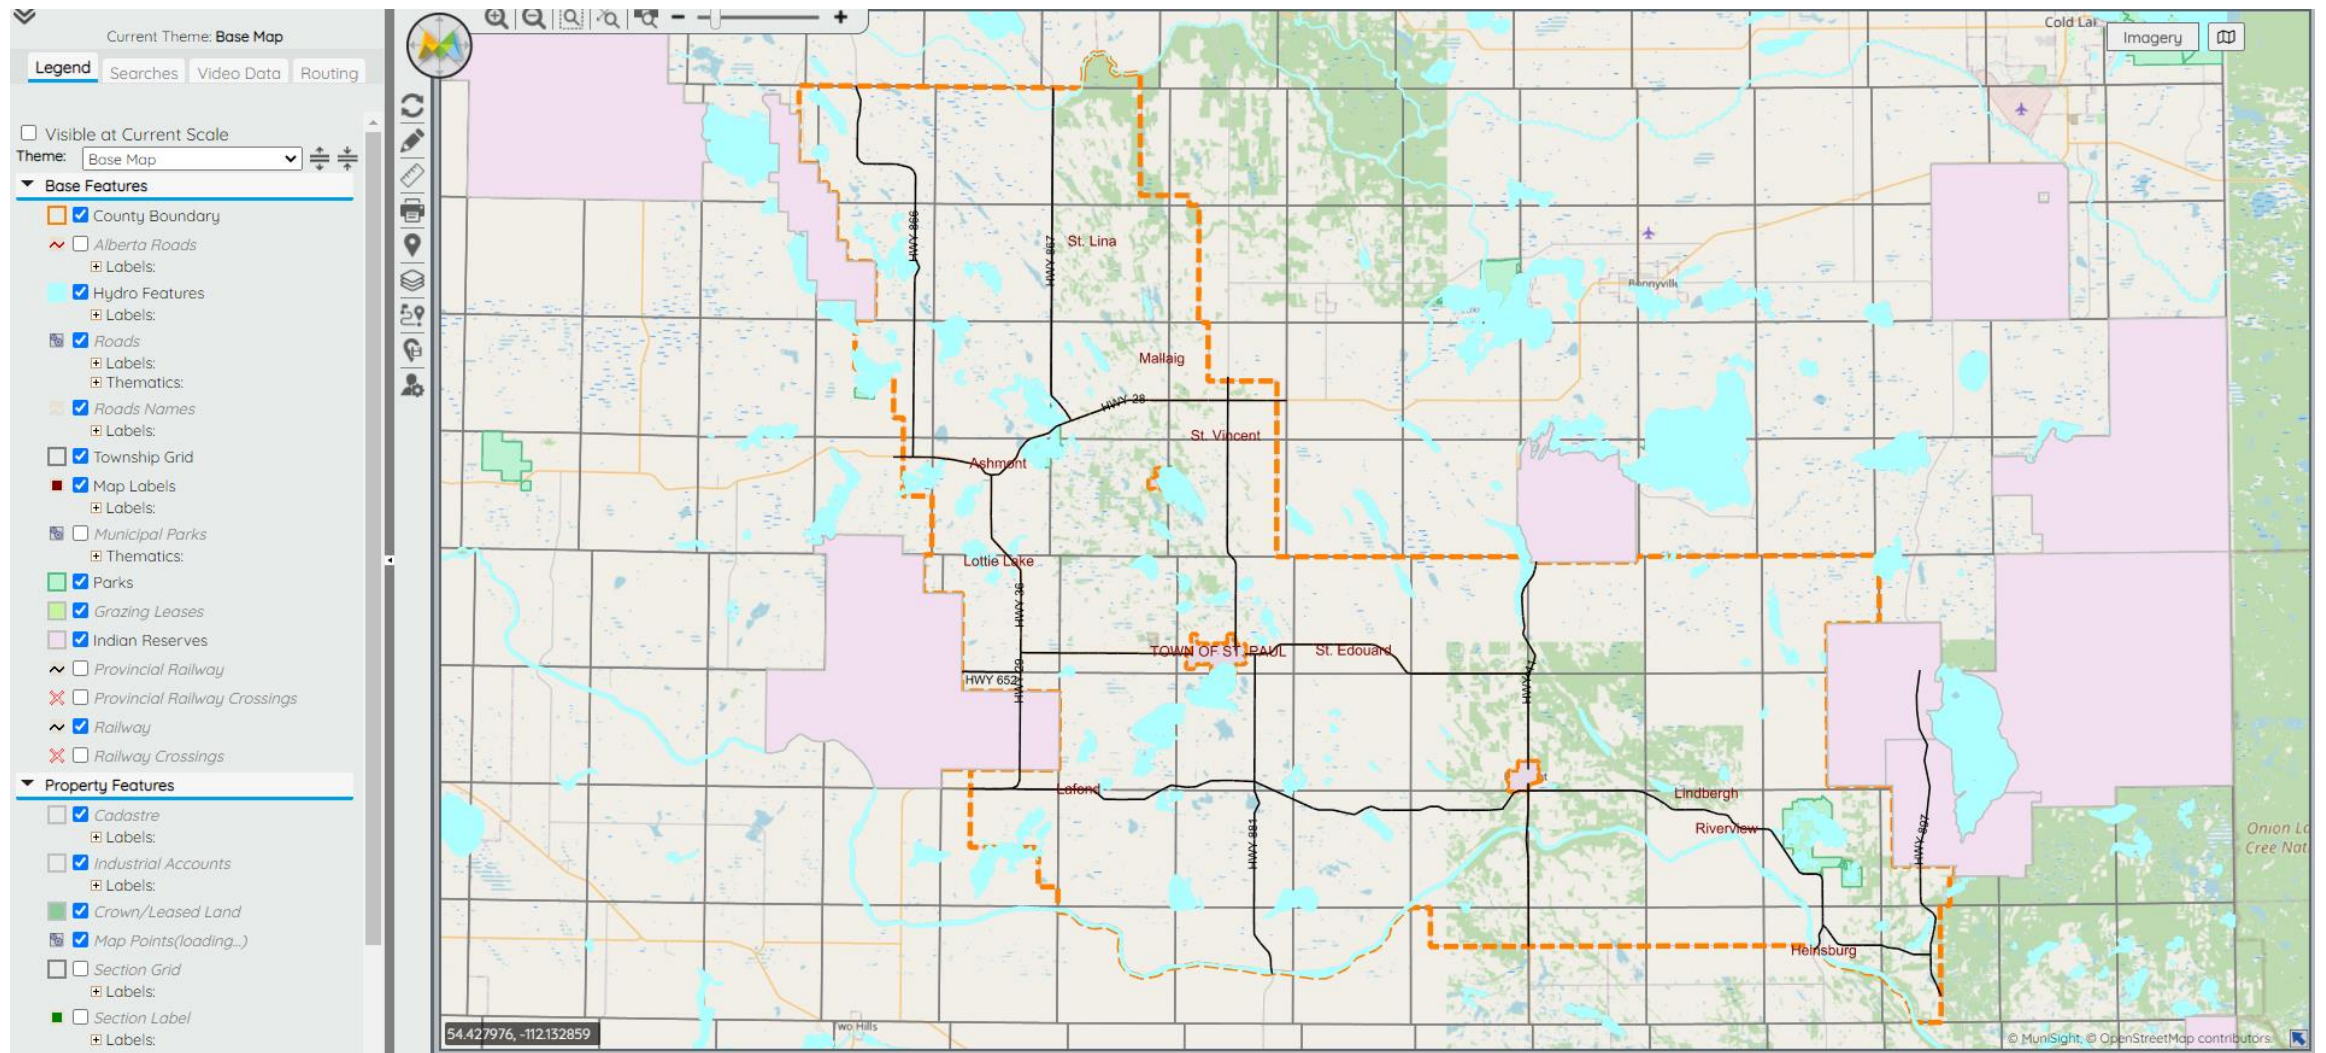 Current Theme: Base Map
Legend
Searches
Video Data
Routing
Visible at Current Scale
Theme: Base Map
Base Features
County Boundary
Alberta Roads
Labels:
Hydro Features
Labels:
Roads
Labels:
Thematics:
Roads Names
Labels:
Township Grid
Map Labels
Labels:
Municipal Parks
Thematics:
Parks
Grazing Leases
Indian Reserves
Provincial Railway
Provincial Railway Crossings
Railway
Railway Crossings
Property Features
Cadastre
Labels:
Industrial Accounts
Labels:
Crown/Leased Land
Map Points(loading...)
Section Grid
Labels:
Section Label
Labels:
Cold Lak
Imagery
HWY 866
HWY 867
St. Lina
Bonnyville
Mallaig
HWY 28
St. Vincent
Ashmont
Lottie Lake
HWY 36
TOWN OF ST. PAUL
St. Edouard
HWY 652
HWY 29
HWY 41
Lafond
Lindbergh
Riverview
HWY 881
HWY 897
Onion La
Cree Nat
Heinsburg
Two Hills
54.427976, -112.132859
© MuniSight, © OpenStreetMap contributors.